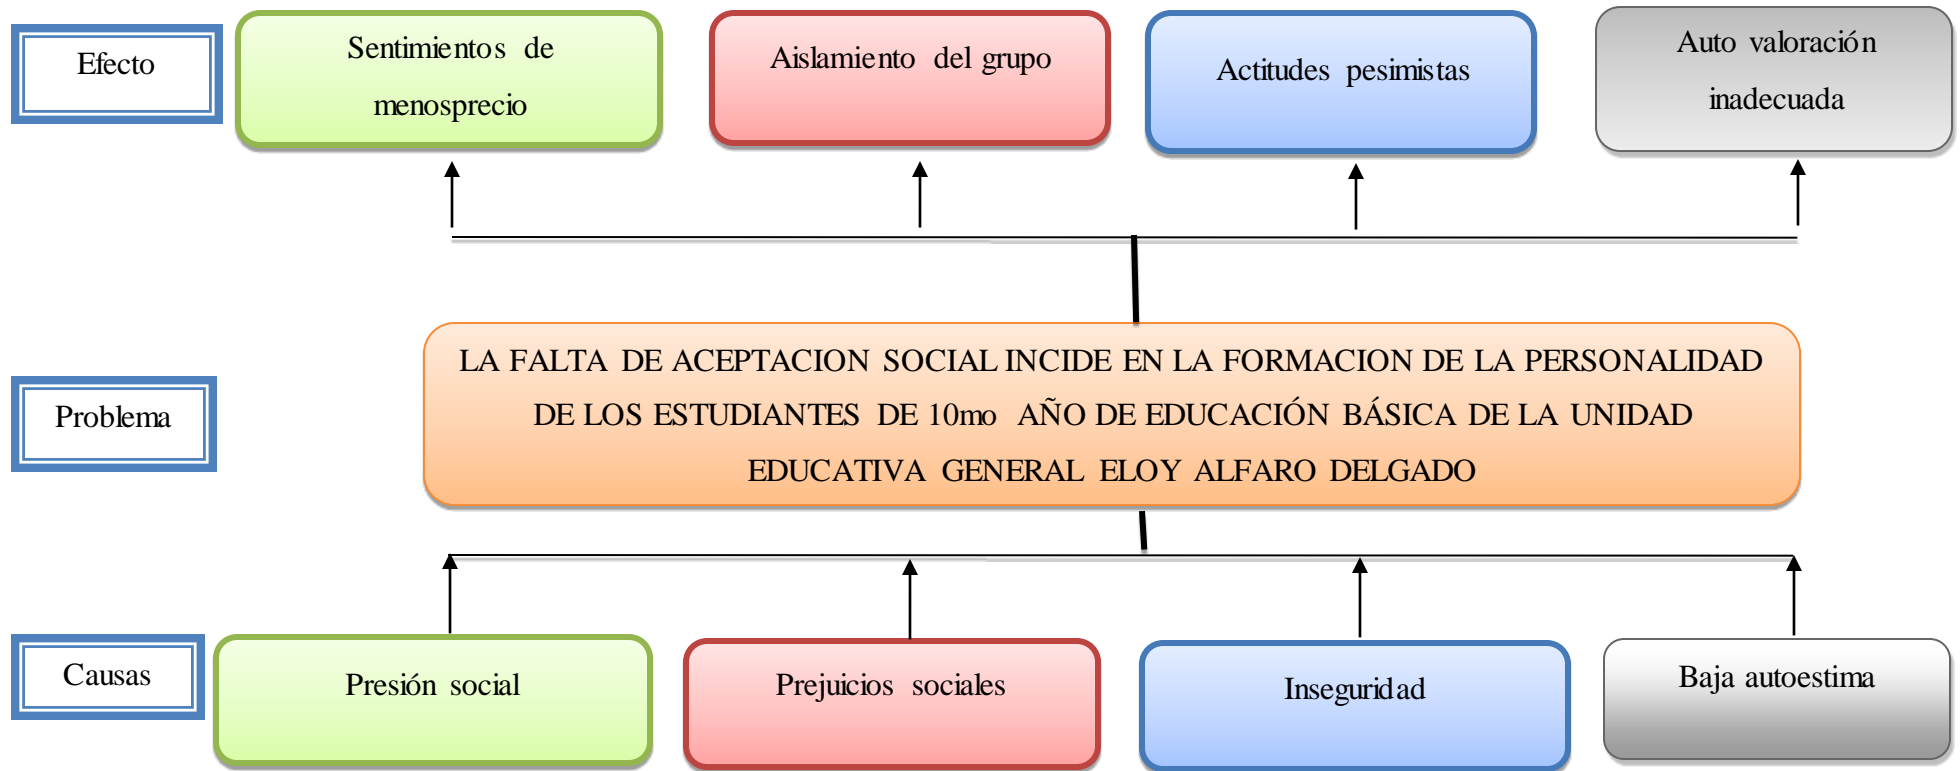 Efecto
Sentimientos de
menosprecio
Aislamiento del grupo
Actitudes pesimistas
Auto valoración
inadecuada
Problema
LA FALTA DE ACEPTACION SOCIAL INCIDE EN LA FORMACION DE LA PERSONALIDAD
DE LOS ESTUDIANTES DE 10mo AÑO DE EDUCACIÓN BÁSICA DE LA UNIDAD
EDUCATIVA GENERAL ELOY ALFARO DELGADO
Causas
Presión social
Prejuicios sociales
Inseguridad
Baja autoestima